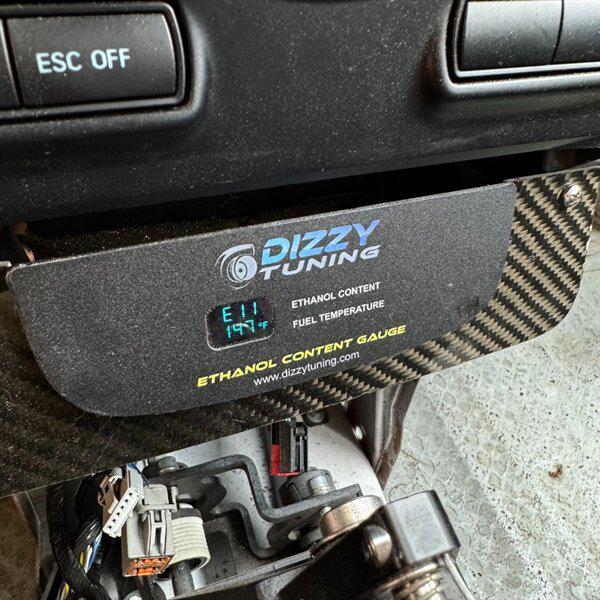 ESC OFF
DIZZY
TUNING
E11
ETHANOL CONTENT
147°F
FUEL TEMPERATURE
ETHANOL CONTENT GAUGE
www.dizzytuning.com